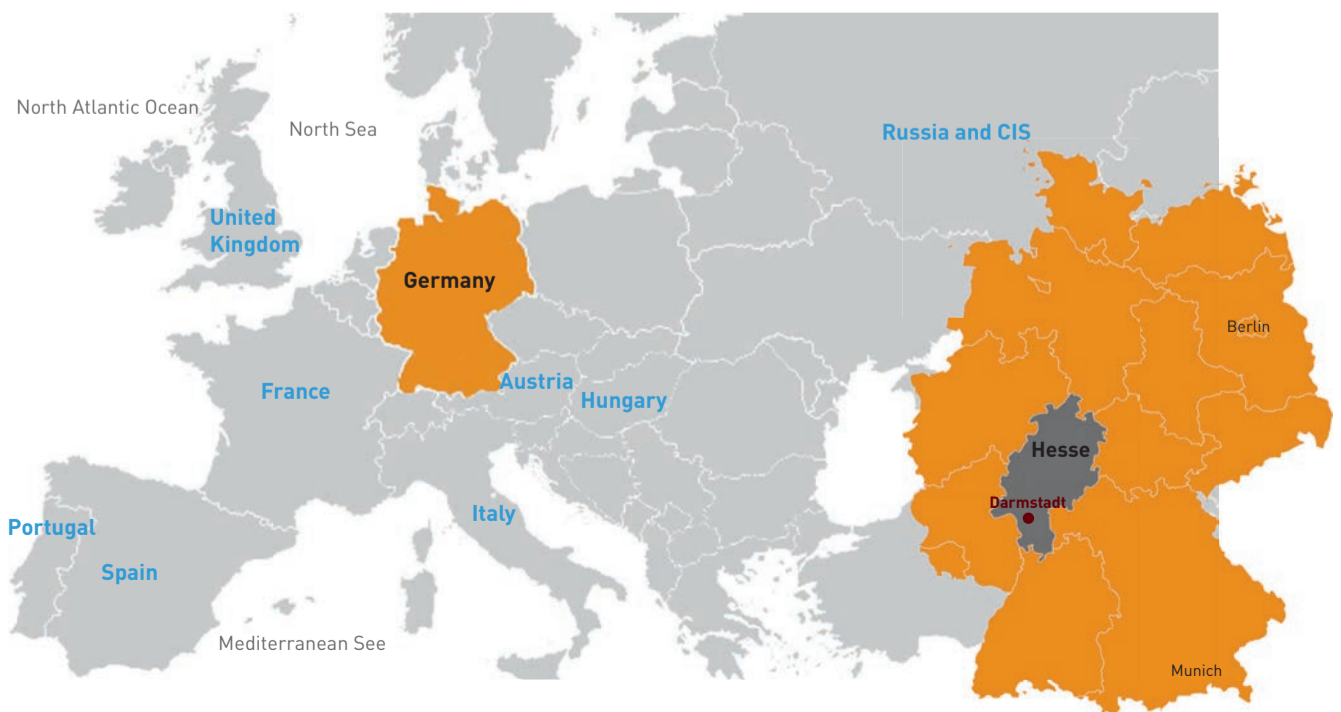 North Atlantic Ocean
North Sea
Russia and CIS
United
Kingdom
Germany
Berlin
France
Austria
Hungary
Hesse
Darmstadt
Portugal
Italy
Spain
Mediterranean See
Munich